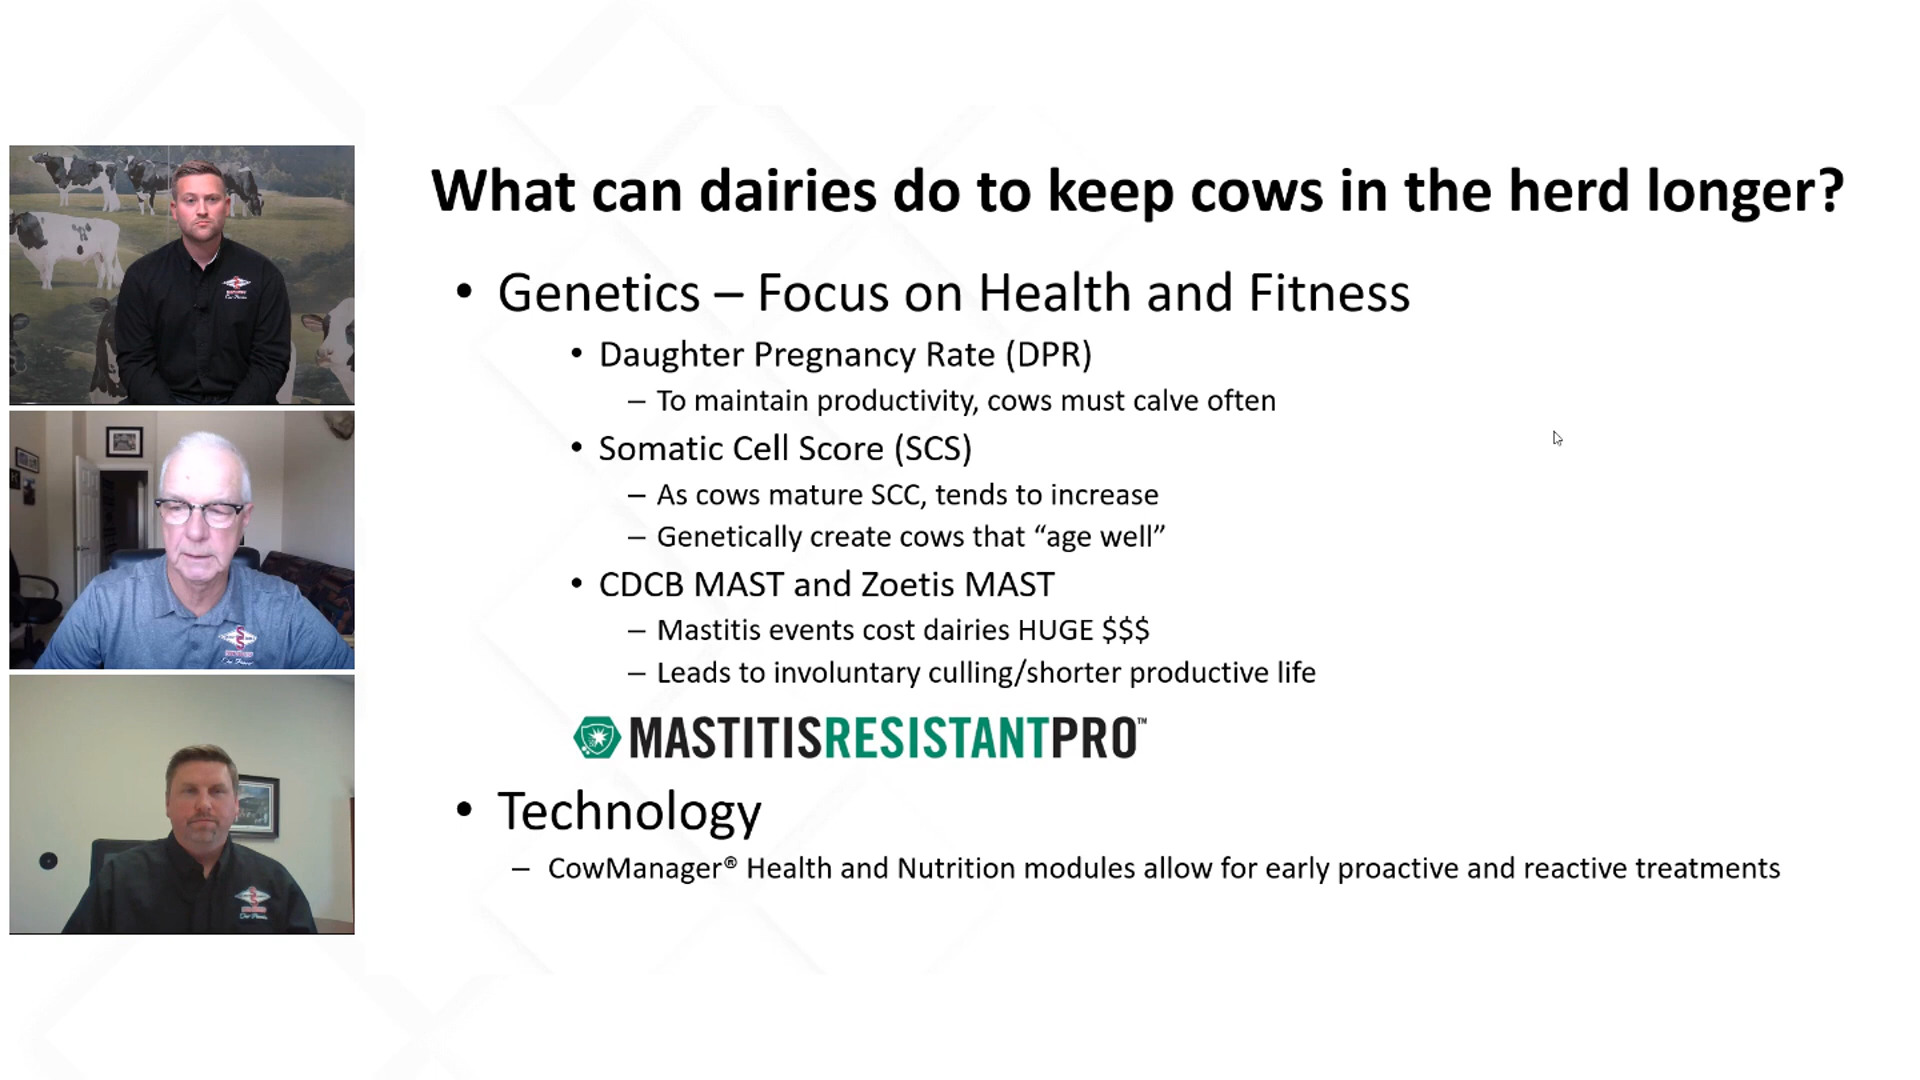 What can dairies do to keep cows in the herd longer?
• Genetics – Focus on Health and Fitness
• Daughter Pregnancy Rate (DPR)
– To maintain productivity, cows must calve often
• Somatic Cell Score (SCS)
– As cows mature SCC, tends to increase
– Genetically create cows that “age well”
• CDCB MAST and Zoetis MAST
– Mastitis events cost dairies HUGE $$$
– Leads to involuntary culling/shorter productive life
MASTITISRESISTANTPRO™
• Technology
– CowManager® Health and Nutrition modules allow for early proactive and reactive treatments